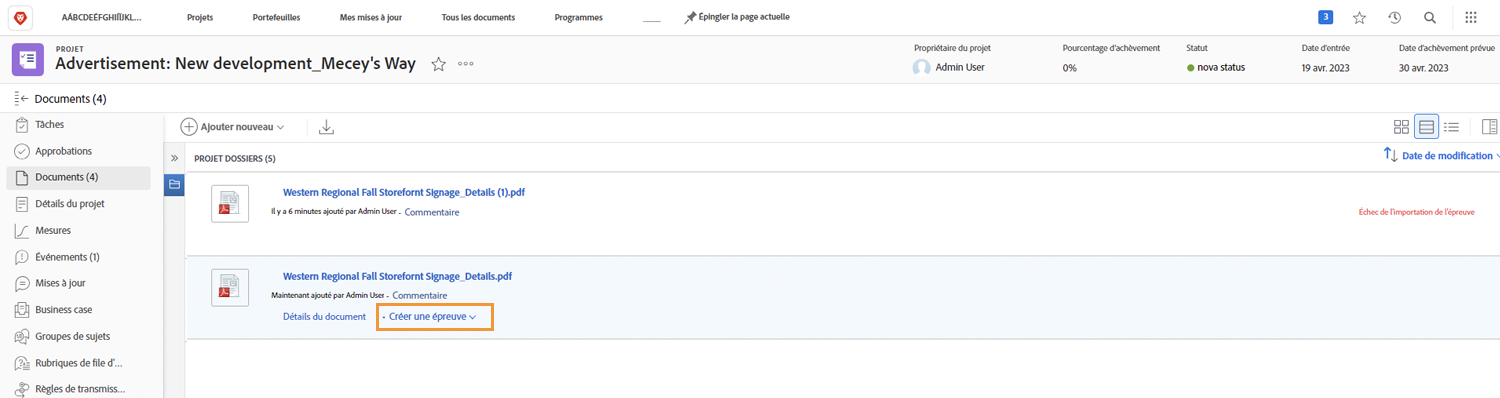 AÁBCDEÉFGHIÍÏJKL... Projets Portefeuilles Mes mises à jour Tous les documents Programmes Épingler la page actuelle 3
PROJET
Advertisement: New development_Mecey's Way
Propriétaire du projet Pourcentage d'achèvement Statut Date d'entrée Date d'achèvement prévue
Admin User 0% nova status 19 avr. 2023 30 avr. 2023
Documents (4)
Tâches
Approbations
Documents (4)
Détails du projet
Mesures
Événements (1)
Mises à jour
Business case
Groupes de sujets
Rubriques de file d'...
Règles de transmiss...
Ajouter nouveau
PROJET DOSSIERS (5)
Date de modification
Western Regional Fall Storefornt Signage_Details (1).pdf
Il y a 6 minutes ajouté par Admin User - Commentaire
Échec de l'importation de l'épreuve
Western Regional Fall Storefornt Signage_Details.pdf
Maintenant ajouté par Admin User - Commentaire
Détails du document • Créer une épreuve